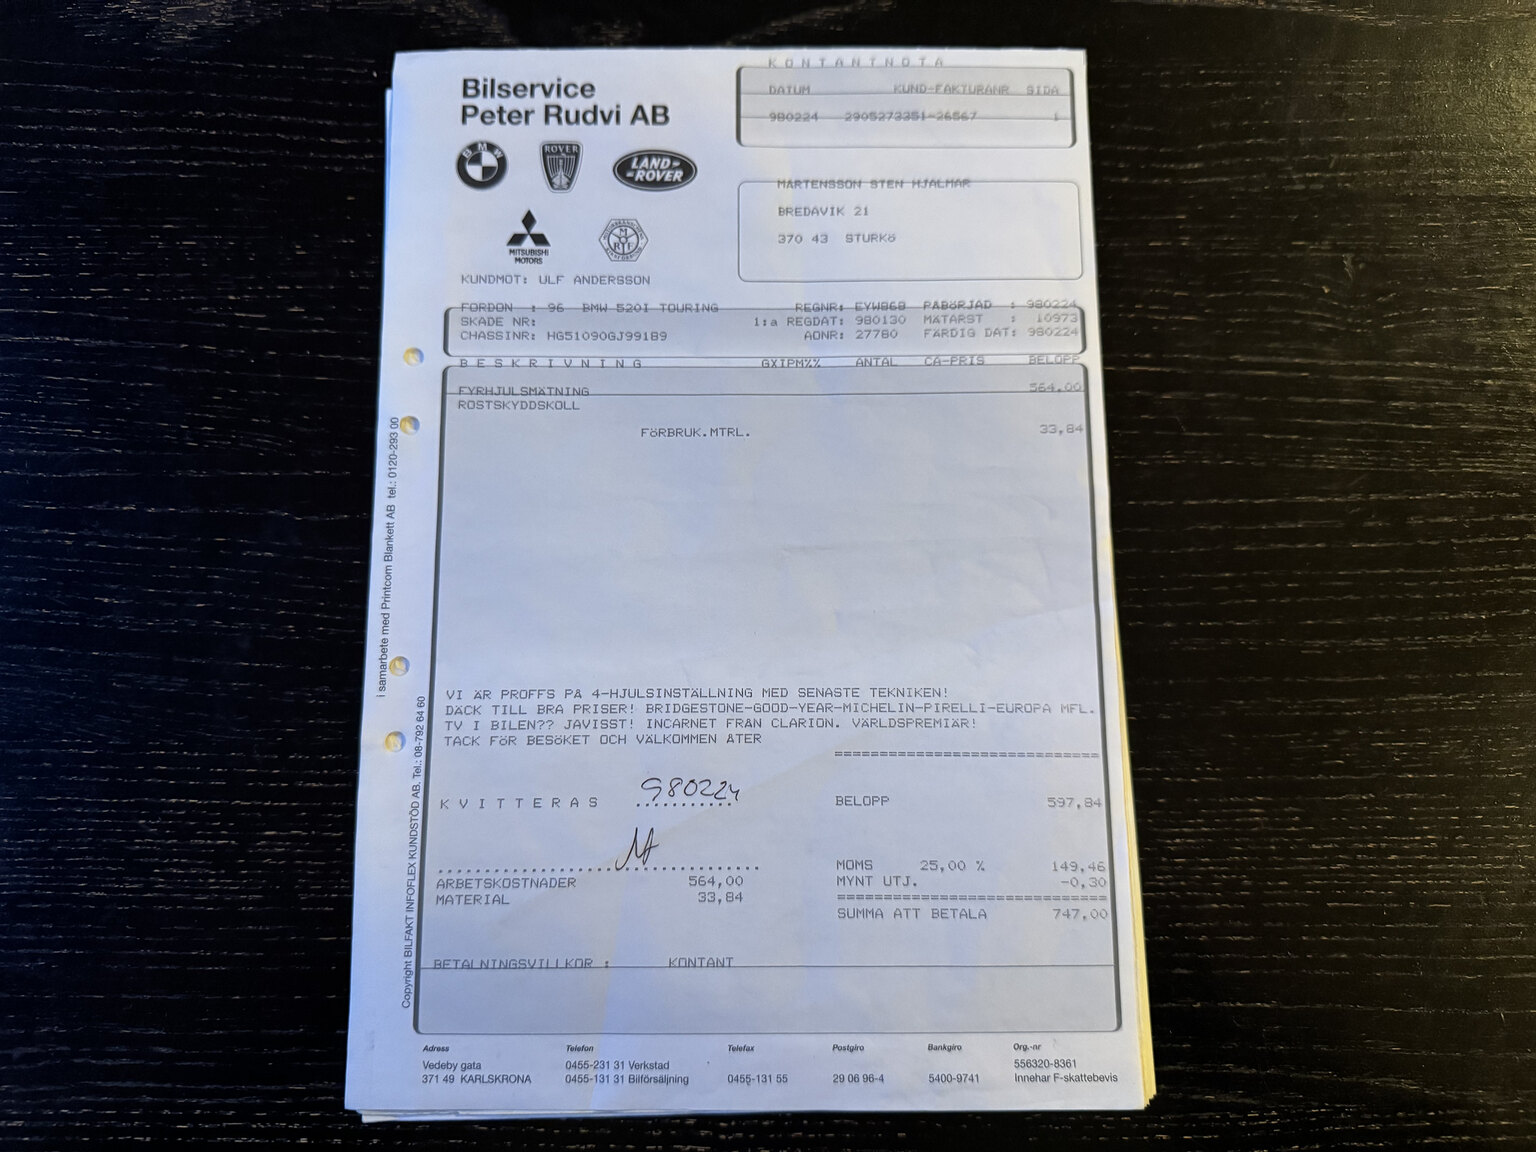 Bilservice
Peter Rudvi AB
BMW
ROVER
LAND-
ROVER
MITSUBISHI
MOTORS
M
RTF
KONTANTNOTA
DATUM KUND-FAKTURANR SIDA
980224 2905273351-26567 1
MÅRTENSSON STEN HJALMAR
BREDAVIK 21
370 43 STURKö
KUNDMOT: ULF ANDERSSON
FORDON : 96 BMW 520I TOURING REGNR: EYW868 PÅBöRJAD : 980224
SKADE NR: 1:a REGDAT: 980130 MÄTARST : 10973
CHASSINR: HG51090GJ99189 AONR: 27780 FÄRDIG DAT: 980224
BESKRIVNING GXTPM%% ANTAL CA-PRIS BELOPP
FYRHJULSMÄTNING 564.00
ROSTSKYDDSKOLL
FöRBRUK.MTRL. 33,84
VI ÄR PROFFS PÅ 4-HJULSINSTÄLLNING MED SENASTE TEKNIKEN!
DÄCK TILL BRA PRISER! BRIDGESTONE-GOOD-YEAR-MICHELIN-PIRELLI-EUROPA MFL.
TV I BILEN?? JAVISST! INCARNET FRÅN CLARION. VÄRLDSPREMIÄR!
TACK FöR BESöKET OCH VÄLKOMMEN ÅTER
KVITTERAS 980224 BELOPP 597,84
MOMS 25,00 % 149,46
ARBETSKOSTNADER 564,00 MYNT UTJ. -0,30
MATERIAL 33,84
SUMMA ATT BETALA 747,00
BETALNINGSVILLKOR : KONTANT
i samarbete med Printcom Blankett AB tel.: 0120-293 00
Copyright BILFAKT INFOFLEX KUNDSTÖD AB. Tel.: 08-792 64 60
Adress Telefon Telefax Postgiro Bankgiro Org.-nr
Vedeby gata 0455-231 31 Verkstad 556320-8361
371 49 KARLSKRONA 0455-131 31 Bilförsäljning 0455-131 55 29 06 96-4 5400-9741 Innehar F-skattebevis